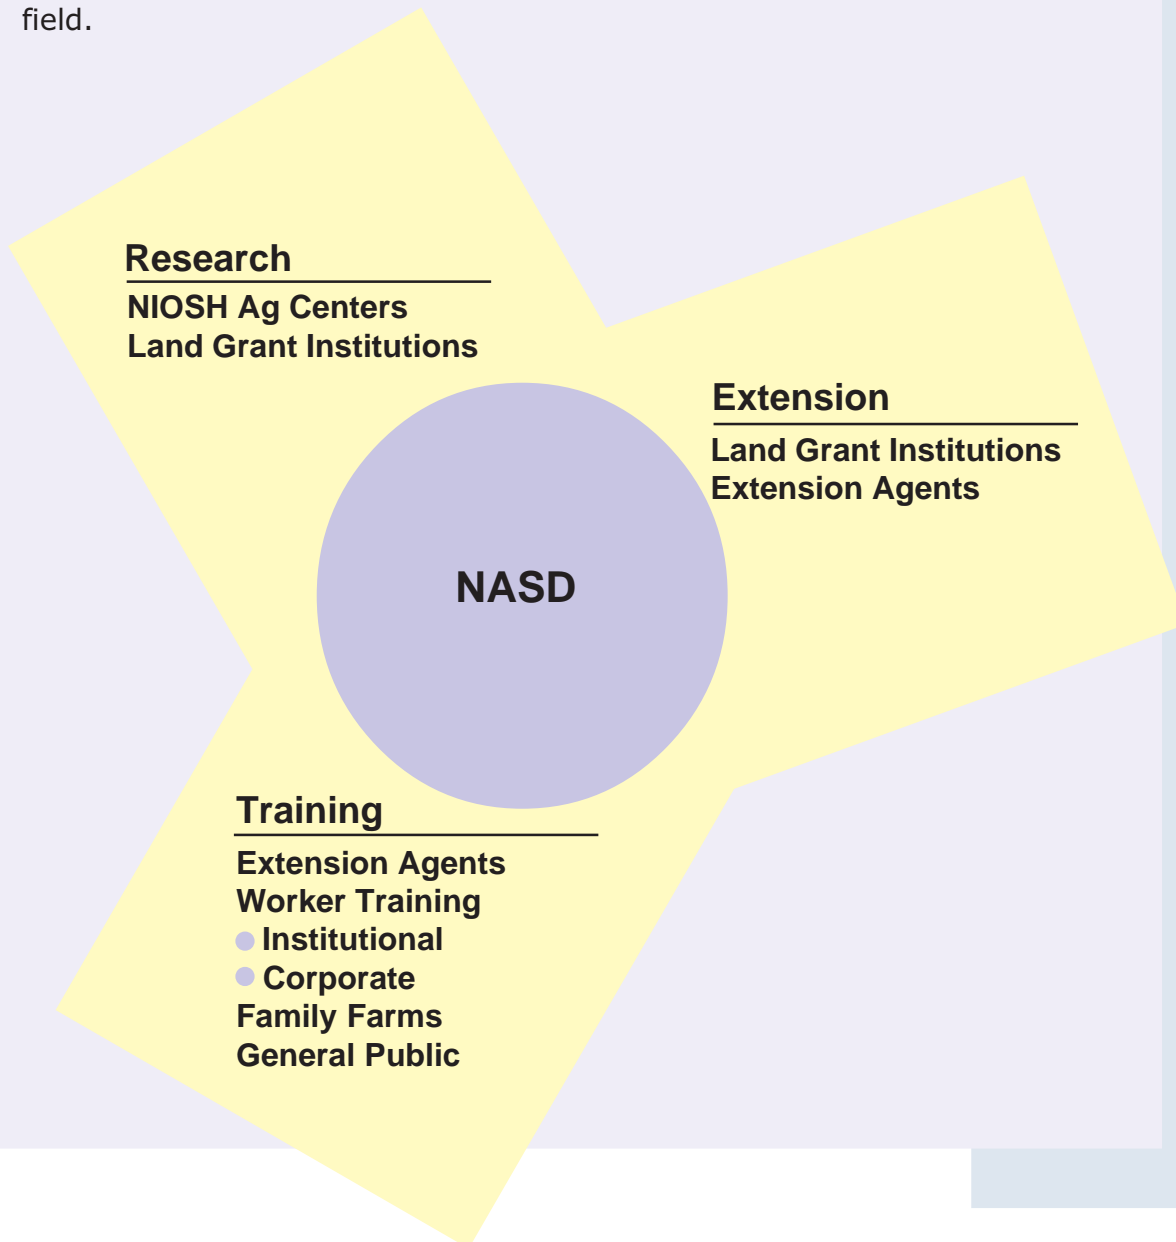 field.
Research
NIOSH Ag Centers
Land Grant Institutions
Extension
Land Grant Institutions
Extension Agents
NASD
Training
Extension Agents
Worker Training
Institutional
Corporate
Family Farms
General Public